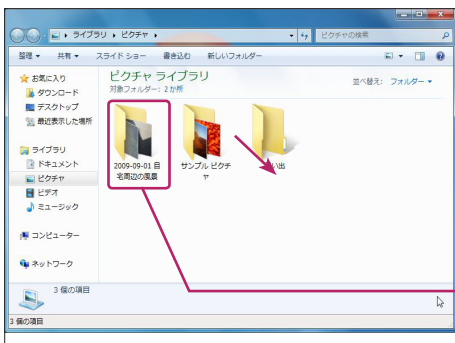 ライブラリ ▸ ピクチャ ▸
ピクチャの検索
整理 ▼ 共有 ▼ スライド ショー 書き込む 新しいフォルダー
お気に入り
ダウンロード
デスクトップ
最近表示した場所
ライブラリ
ドキュメント
ピクチャ
ビデオ
ミュージック
コンピューター
ネットワーク
ピクチャ ライブラリ
対象フォルダー: 2 か所
並べ替え: フォルダー ▼
2009-09-01 自
宅周辺の風景
サンプル ピクチ
ャ
い出
3 個の項目
3 個の項目